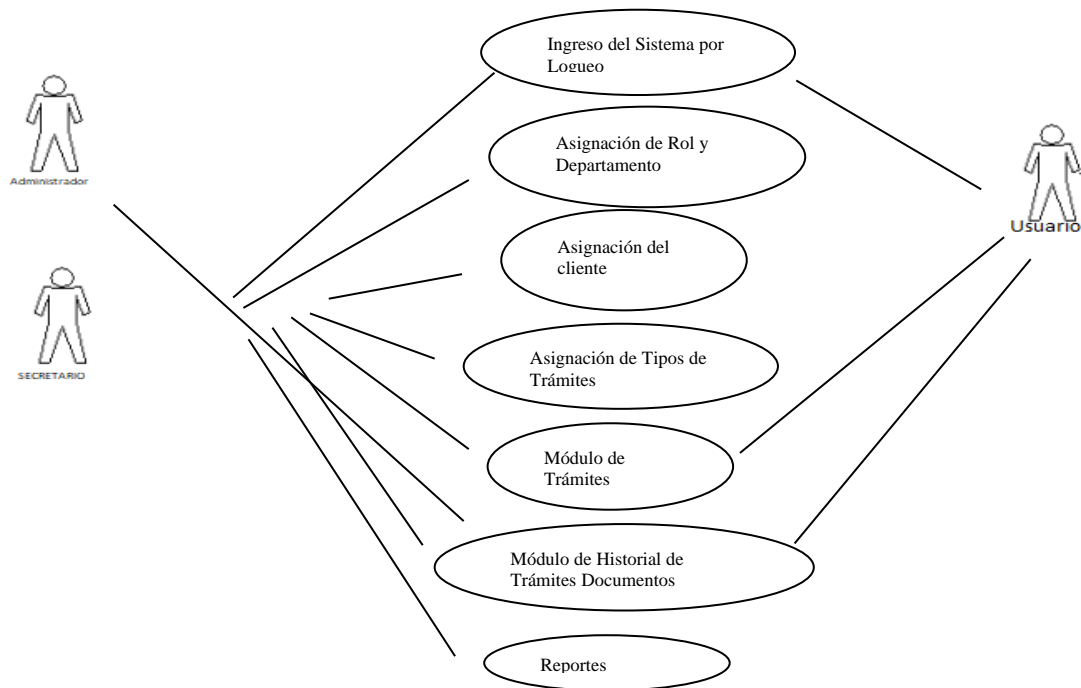 Ingreso del Sistema por
Logueo
Administrador
Asignación de Rol y
Departamento
Usuario
Asignación del
cliente
SECRETARIO
Asignación de Tipos de
Trámites
Módulo de
Trámites
Módulo de Historial de
Trámites Documentos
Reportes